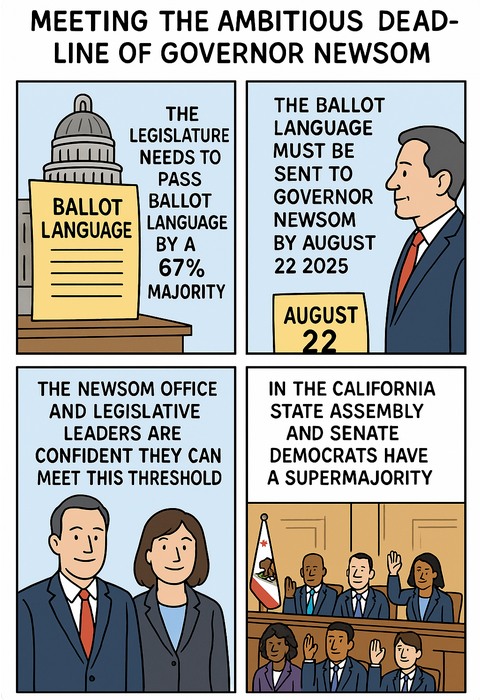 MEETING THE AMBITIOUS DEAD-
LINE OF GOVERNOR NEWSOM
THE
LEGISLATURE
NEEDS TO
PASS
BALLOT
LANGUAGE
BY A
67%
MAJORITY
BALLOT
LANGUAGE
THE BALLOT
LANGUAGE
MUST BE
SENT TO
GOVERNOR
NEWSOM
BY AUGUST
22 2025
AUGUST
22
THE NEWSOM OFFICE
AND LEGISLATIVE
LEADERS ARE
CONFIDENT THEY CAN
MEET THIS THRESHOLD
IN THE CALIFORNIA
STATE ASSEMBLY
AND SENATE
DEMOCRATS HAVE
A SUPERMAJORITY